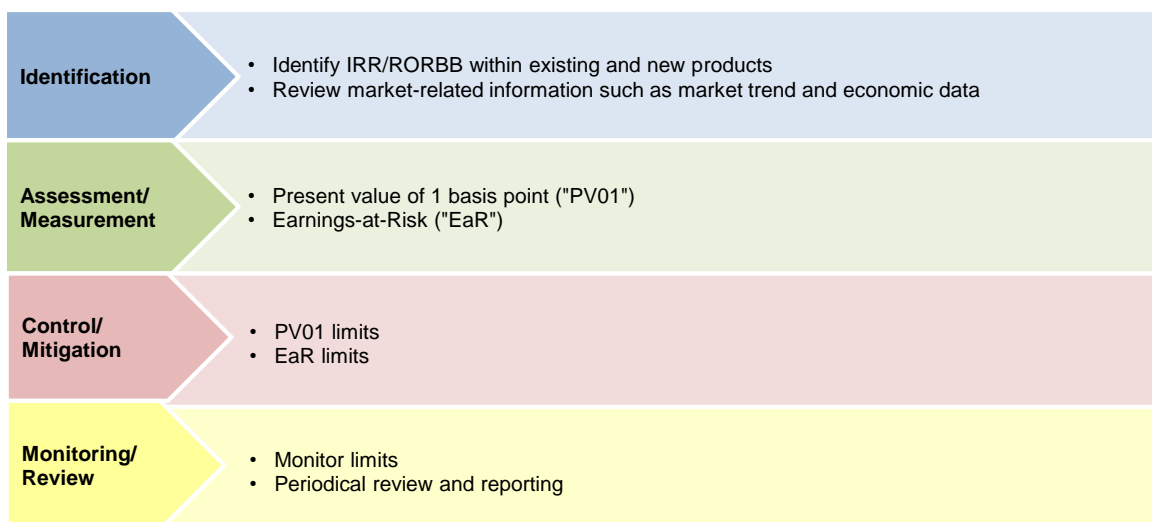 Identification
• Identify IRR/RORBB within existing and new products
• Review market-related information such as market trend and economic data
Assessment/
Measurement
• Present value of 1 basis point ("PV01")
• Earnings-at-Risk ("EaR")
Control/
Mitigation
• PV01 limits
• EaR limits
Monitoring/
Review
• Monitor limits
• Periodical review and reporting